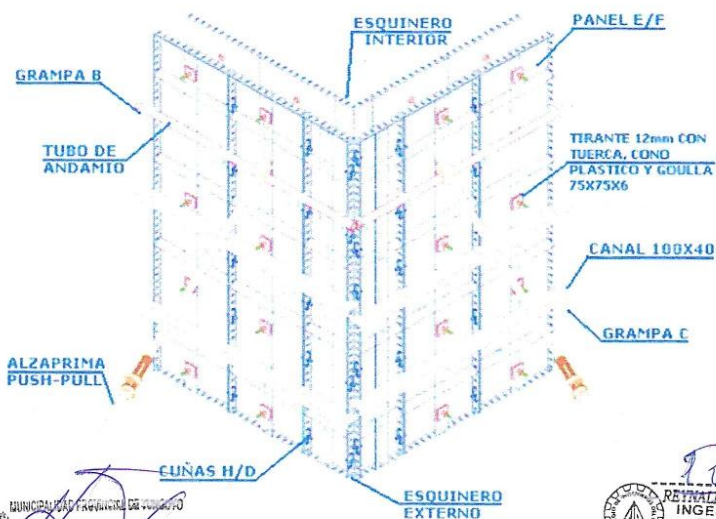 ESQUINERO
INTERIOR
PANEL E/F
GRAMPA B
TUBO DE
ANDAMIO
TIRANTE 12mm CON
TUERCA, CONO
PLASTICO Y GOLILLA
75X75X6
CANAL 100X40
GRAMPA C
ALZAPRIMA
PUSH-PULL
CUÑAS H/D
ESQUINERO
EXTERNO
MUNICIPALIDAD PROVINCIAL DE
INGE